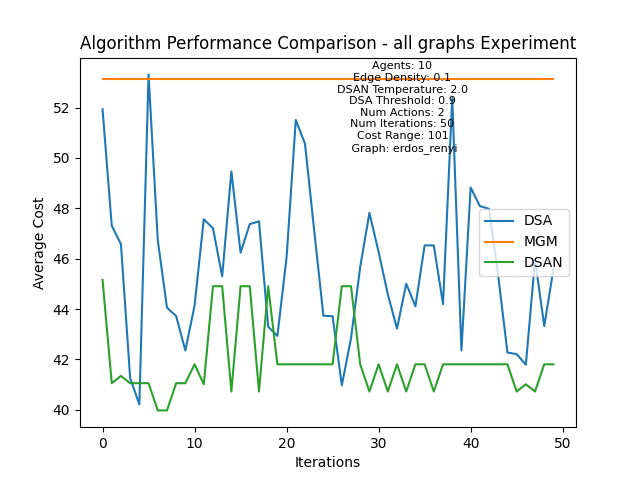 Algorithm Performance Comparison - all graphs Experiment
Agents: 10
Edge Density: 0.1
DSAN Temperature: 2.0
DSA Threshold: 0.9
Num Actions: 2
Num Iterations: 50
Cost Range: 101
Graph: erdos_renyi
52
50
48
46
44
42
40
Average Cost
DSA
MGM
DSAN
0
10
20
30
40
50
Iterations